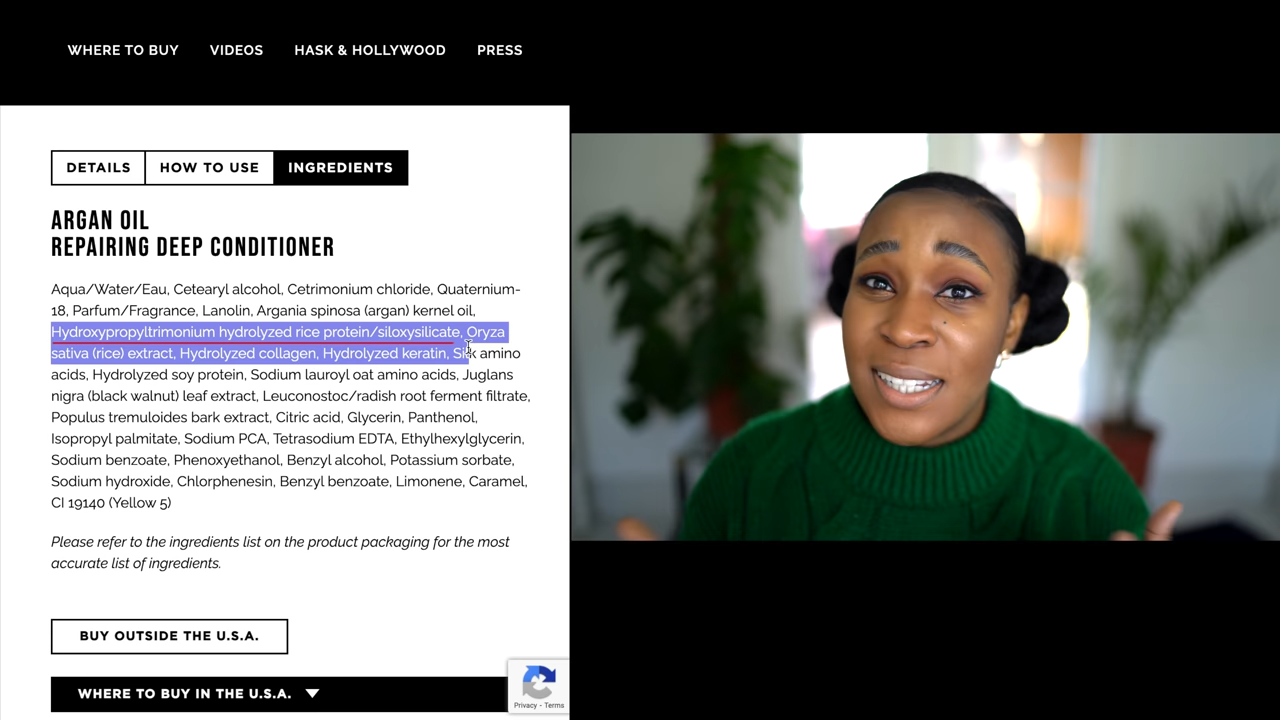 WHERE TO BUY VIDEOS HASK & HOLLYWOOD PRESS
DETAILS HOW TO USE INGREDIENTS
ARGAN OIL
REPAIRING DEEP CONDITIONER
Aqua/Water/Eau, Cetearyl alcohol, Cetrimonium chloride, Quaternium-
18, Parfum/Fragrance, Lanolin, Argania spinosa (argan) kernel oil,
Hydroxypropyltrimonium hydrolyzed rice protein/siloxysilicate, Oryza
sativa (rice) extract, Hydrolyzed collagen, Hydrolyzed keratin, Silk amino
acids, Hydrolyzed soy protein, Sodium lauroyl oat amino acids, Juglans
nigra (black walnut) leaf extract, Leuconostoc/radish root ferment filtrate,
Populus tremuloides bark extract, Citric acid, Glycerin, Panthenol,
Isopropyl palmitate, Sodium PCA, Tetrasodium EDTA, Ethylhexylglycerin,
Sodium benzoate, Phenoxyethanol, Benzyl alcohol, Potassium sorbate,
Sodium hydroxide, Chlorphenesin, Benzyl benzoate, Limonene, Caramel,
CI 19140 (Yellow 5)
Please refer to the ingredients list on the product packaging for the most
accurate list of ingredients.
BUY OUTSIDE THE U.S.A.
WHERE TO BUY IN THE U.S.A.
Privacy - Terms